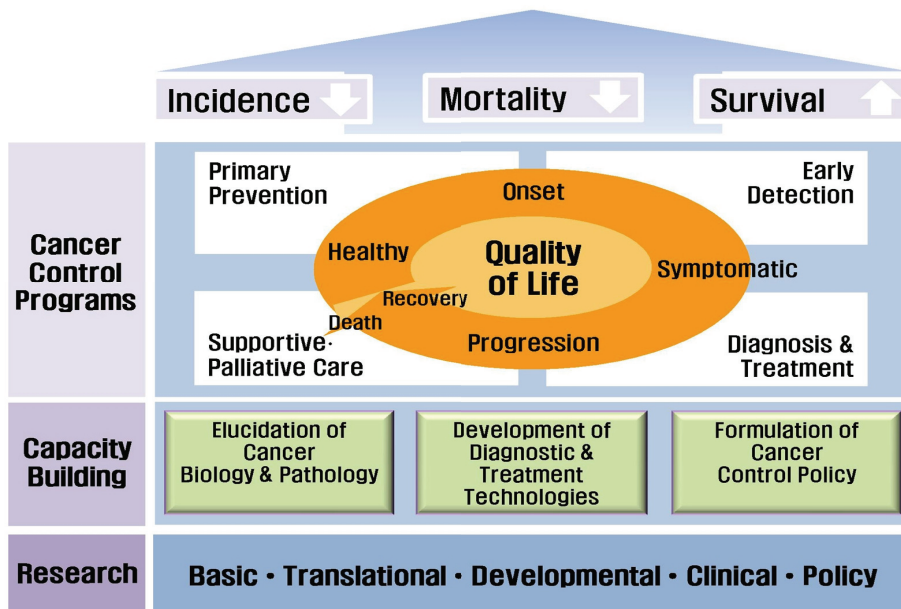 Incidence
Mortality
Survival
Cancer
Control
Programs
Primary
Prevention
Early
Detection
Onset
Healthy
Quality
of Life
Symptomatic
Recovery
Death
Progression
Supportive·
Palliative Care
Diagnosis &
Treatment
Capacity
Building
Elucidation of
Cancer
Biology & Pathology
Development of
Diagnostic &
Treatment
Technologies
Formulation of
Cancer
Control Policy
Research
Basic · Translational · Developmental · Clinical · Policy